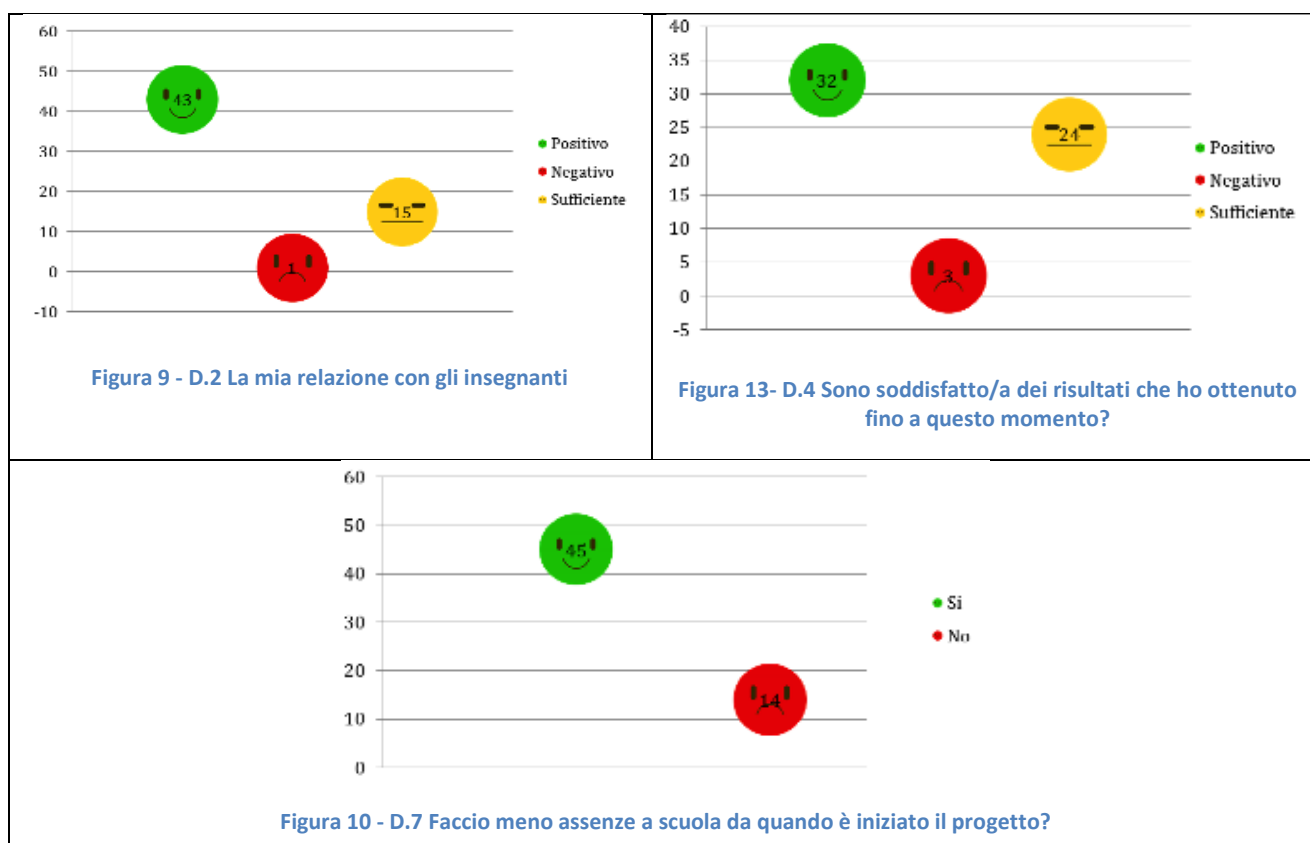 60
50
40
30
20
10
0
-10
43
1
15
Positivo
Negativo
Sufficiente
Figura 9 - D.2 La mia relazione con gli insegnanti
40
35
30
25
20
15
10
5
0
-5
32
3
24
Positivo
Negativo
Sufficiente
Figura 13- D.4 Sono soddisfatto/a dei risultati che ho ottenuto
fino a questo momento?
60
50
40
30
20
10
0
45
14
Si
No
Figura 10 - D.7 Faccio meno assenze a scuola da quando è iniziato il progetto?